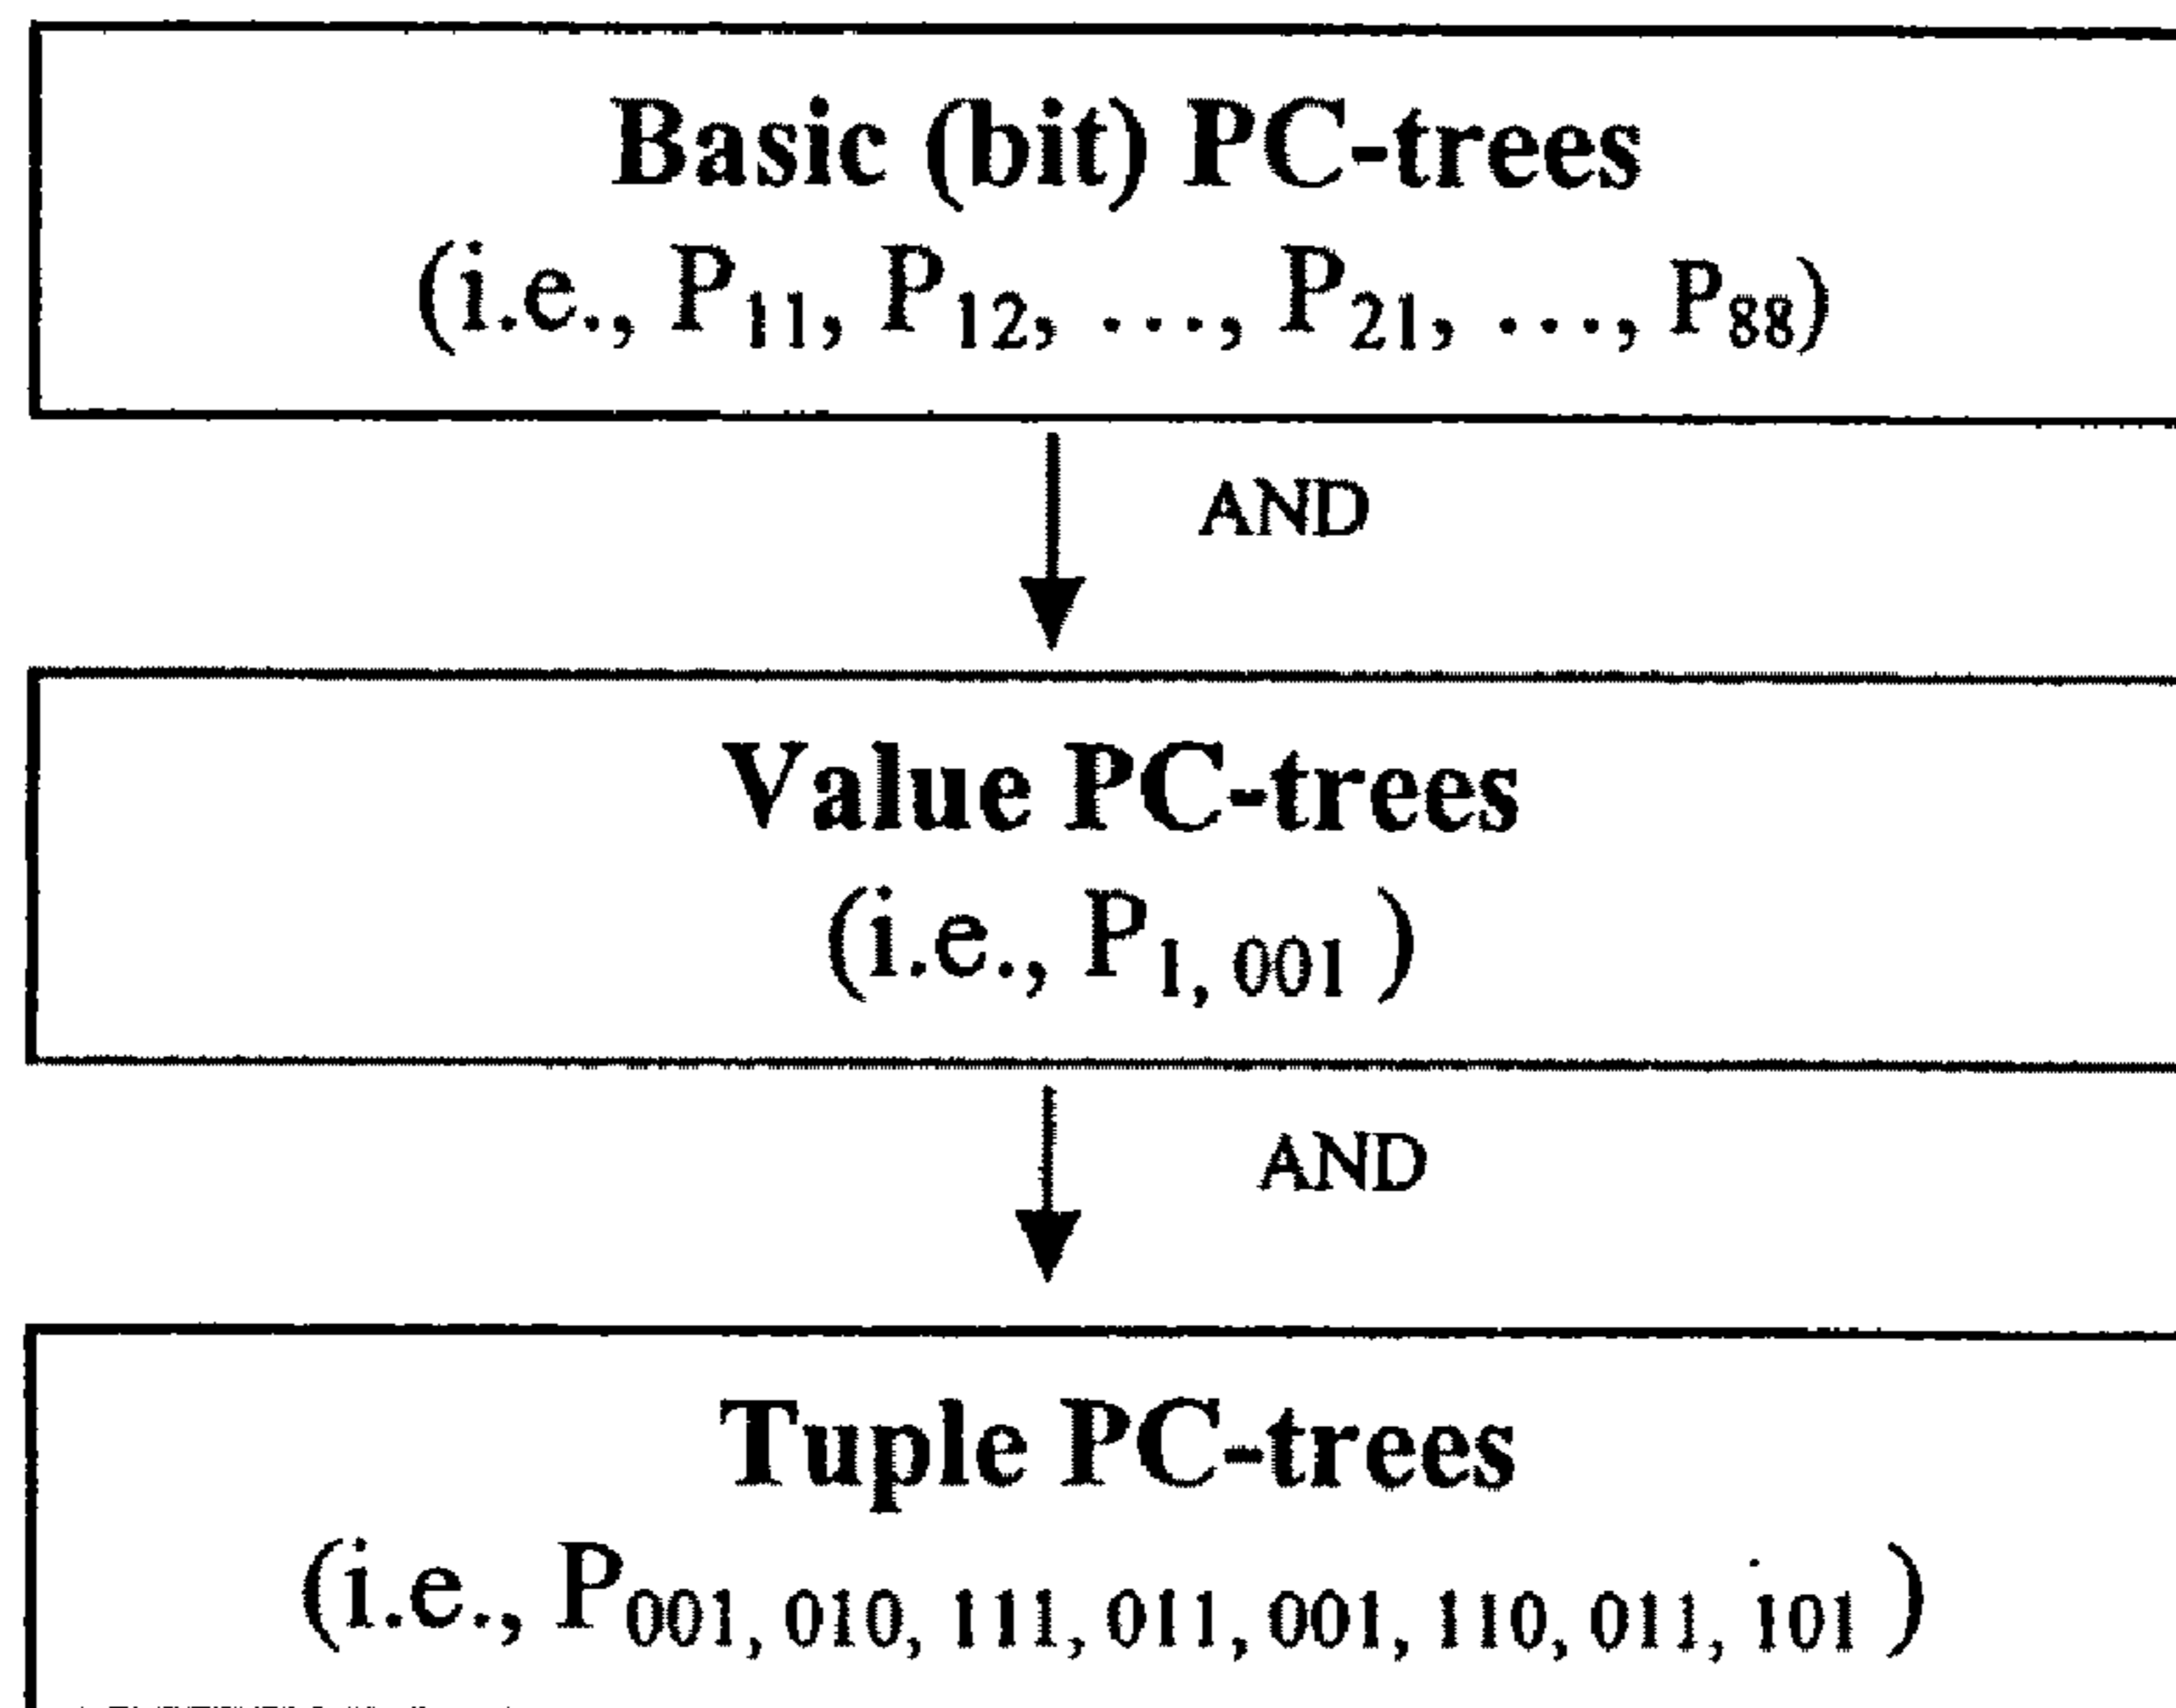 Basic (bit) PC-trees
(i.e., P11, P12, ..., P21, ..., P88)
AND
Value PC-trees
(i.e., P1, 001 )
AND
Tuple PC-trees
(i.e., P001, 010, 111, 011, 001, 110, 011, 101 )